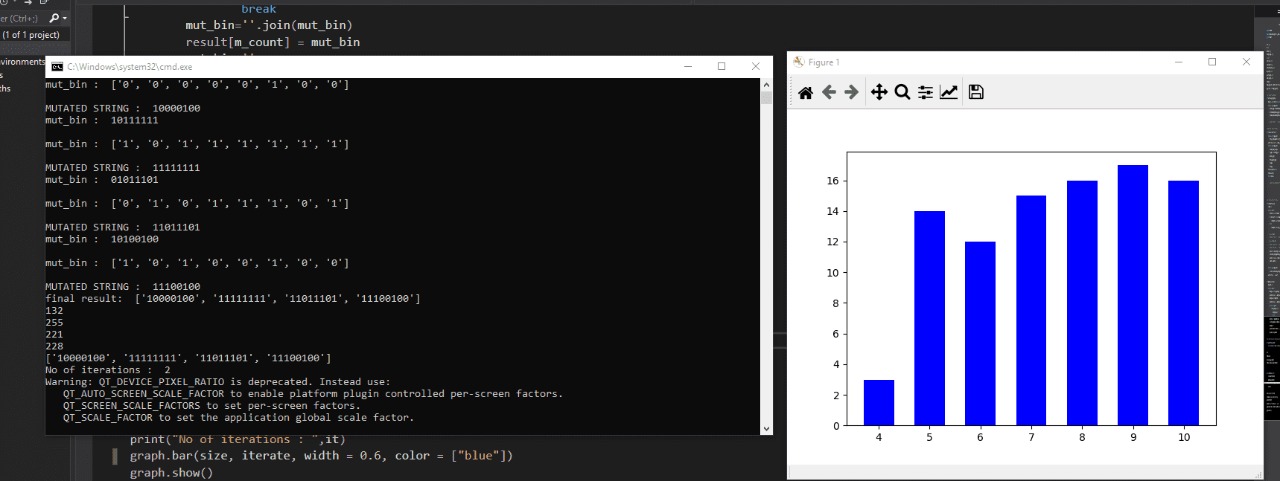 break
er (Ctrl+;)
mut_bin=''.join(mut_bin)
(1 of 1 project)
result[m_count] = mut_bin
nvironments
s
ths
C:\Windows\system32\cmd.exe
mut_bin :  ['0', '0', '0', '0', '0', '1', '0', '0']
MUTATED STRING :  10000100
mut_bin :  10111111
mut_bin :  ['1', '0', '1', '1', '1', '1', '1', '1']
MUTATED STRING :  11111111
mut_bin :  01011101
mut_bin :  ['0', '1', '0', '1', '1', '1', '0', '1']
MUTATED STRING :  11011101
mut_bin :  10100100
mut_bin :  ['1', '0', '1', '0', '0', '1', '0', '0']
MUTATED STRING :  11100100
final result:  ['10000100', '11111111', '11011101', '11100100']
132
255
221
228
['10000100', '11111111', '11011101', '11100100']
No of iterations :  2
Warning: QT_DEVICE_PIXEL_RATIO is deprecated. Instead use:
QT_AUTO_SCREEN_SCALE_FACTOR to enable platform plugin controlled per-screen factors.
QT_SCREEN_SCALE_FACTORS to set per-screen factors.
QT_SCALE_FACTOR to set the application global scale factor.
print("No of iterations : ",it)
graph.bar(size, iterate, width = 0.6, color = ["blue"])
graph.show()
Figure 1
16
14
12
10
8
6
4
2
0
4 5 6 7 8 9 10